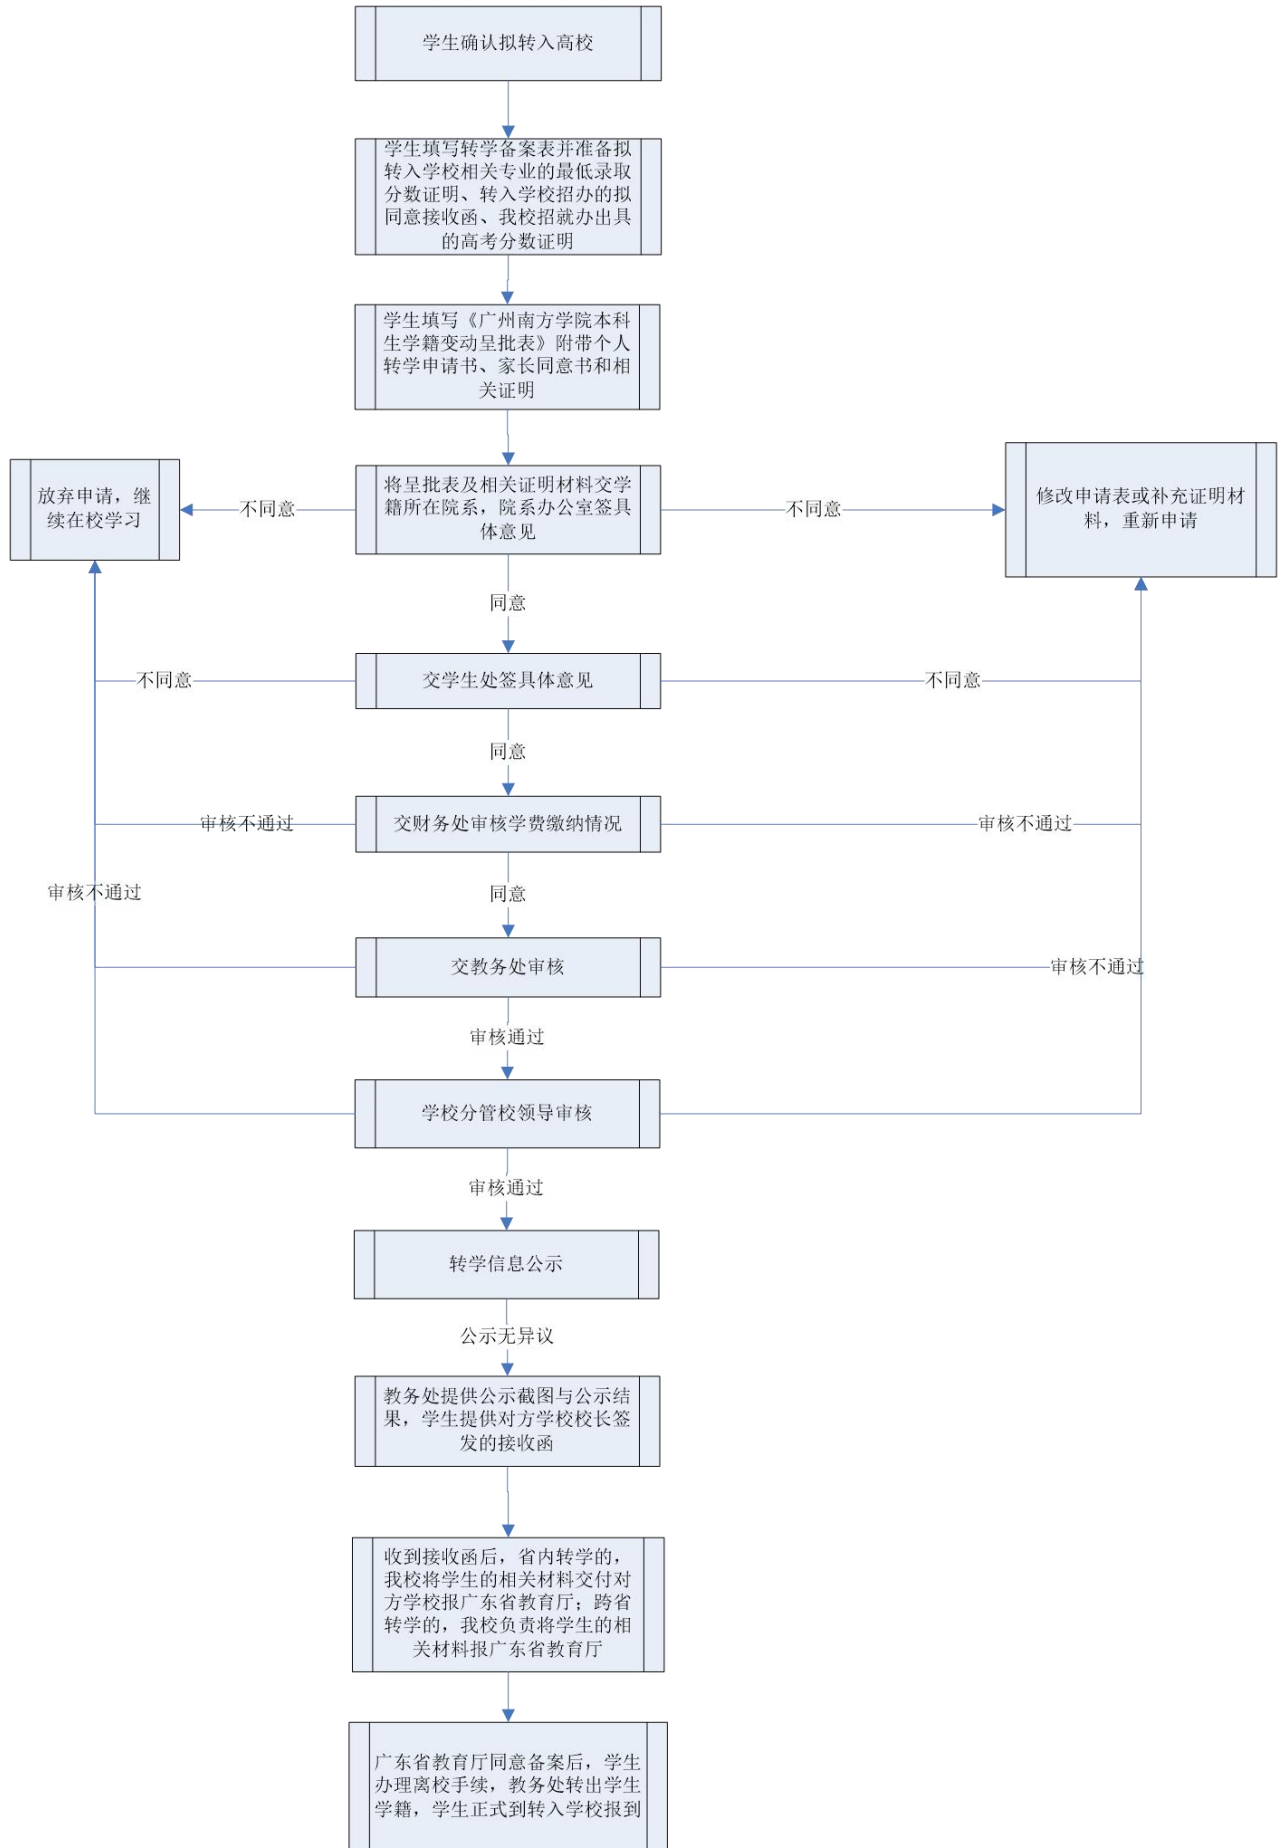 学生确认拟转入高校
学生填写转学备案表并准备拟
转入学校相关专业的最低录取
分数证明、转入学校招办的拟
同意接收函、我校招就办出具
的高考分数证明
学生填写《广州南方学院本科
生学籍变动呈批表》附带个人
转学申请书、家长同意书和相
关证明
放弃申请，继
续在校学习
不同意
将呈批表及相关证明材料交学
籍所在院系，院系办公室签具
体意见
不同意
修改申请表或补充证明材
料，重新申请
同意
不同意
交学生处签具体意见
不同意
同意
审核不通过
交财务处审核学费缴纳情况
审核不通过
审核不通过
同意
交教务处审核
审核不通过
审核通过
学校分管校领导审核
审核通过
转学信息公示
公示无异议
教务处提供公示截图与公示结
果，学生提供对方学校校长签
发的接收函
收到接收函后，省内转学的，
我校将学生的相关材料交付对
方学校报广东省教育厅；跨省
转学的，我校负责将学生的相
关材料报广东省教育厅
广东省教育厅同意备案后，学生
办理离校手续，教务处转出学生
学籍，学生正式到转入学校报到